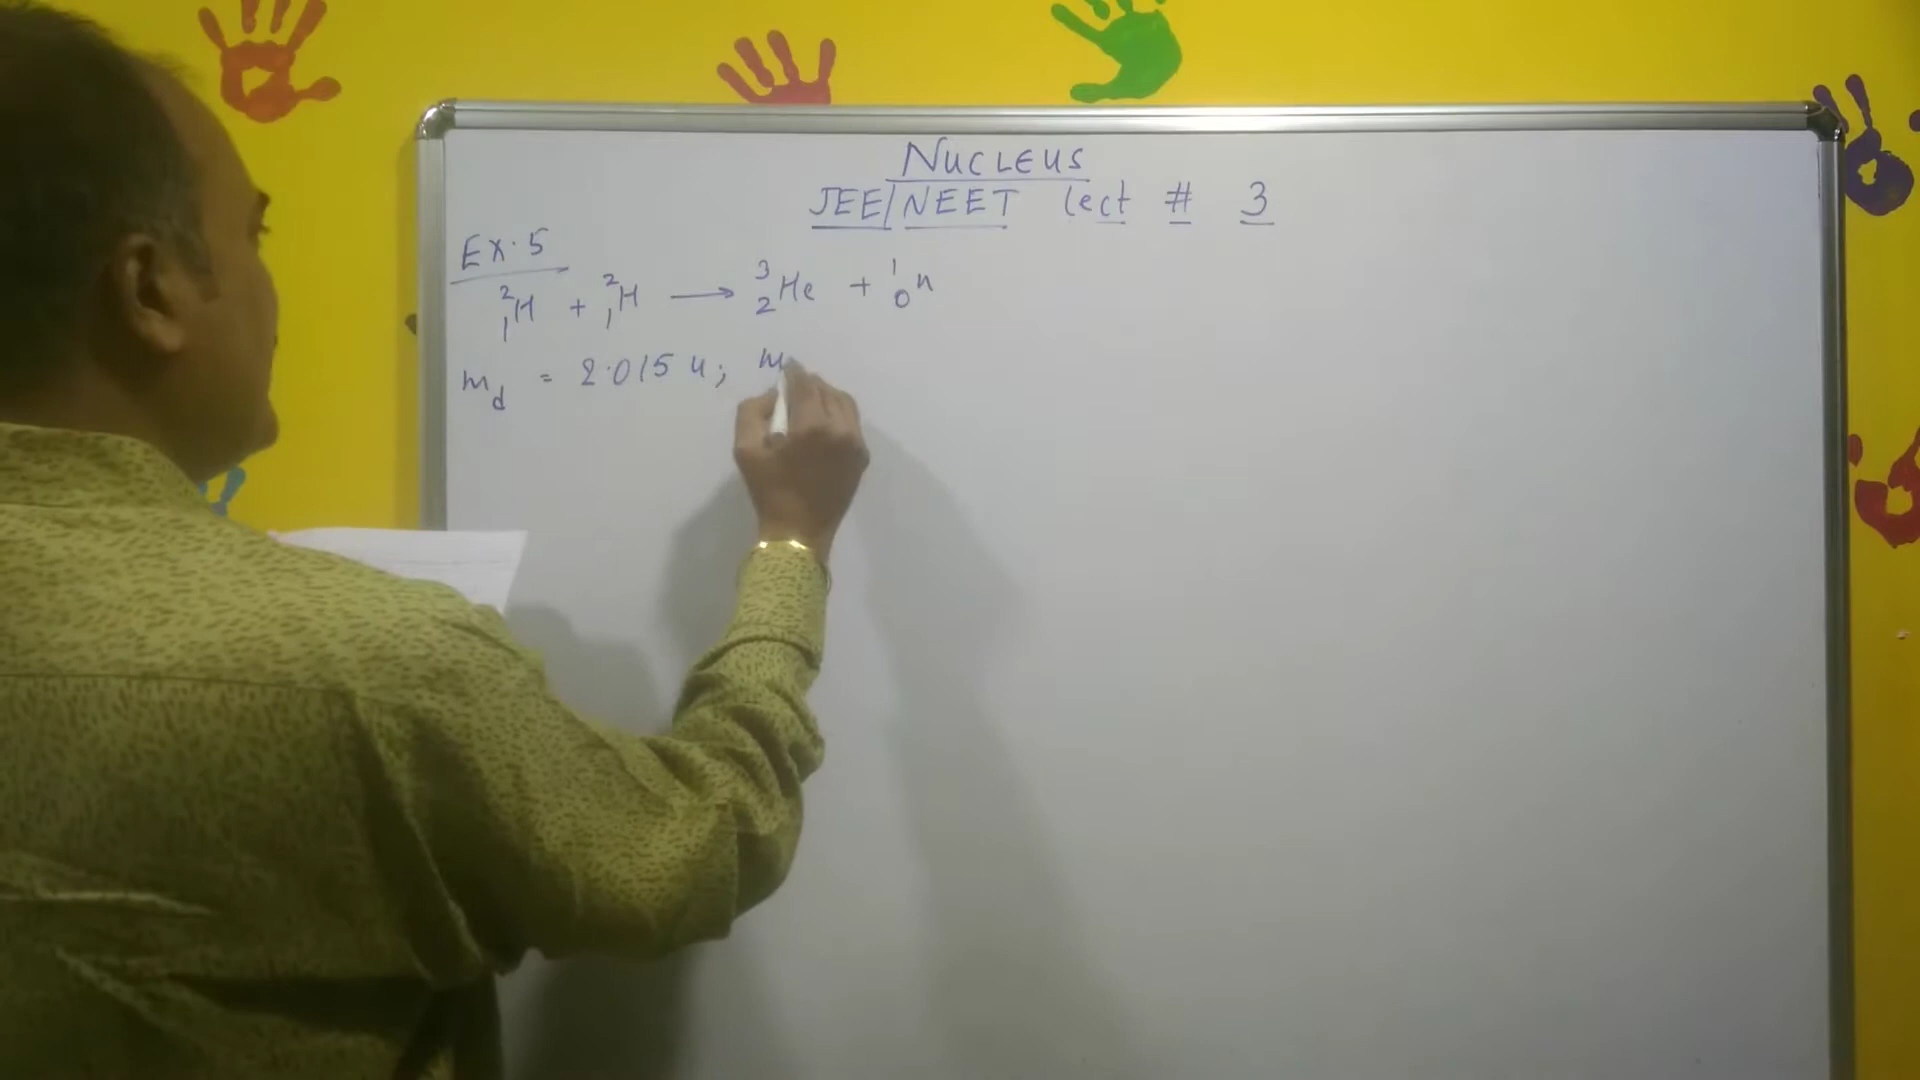 NUCLEUS
JEE/NEET lect # 3
Ex.5
²₁H + ²₁H ⟶ ³₂He + ¹₀n
m_d = 2.015 u; m